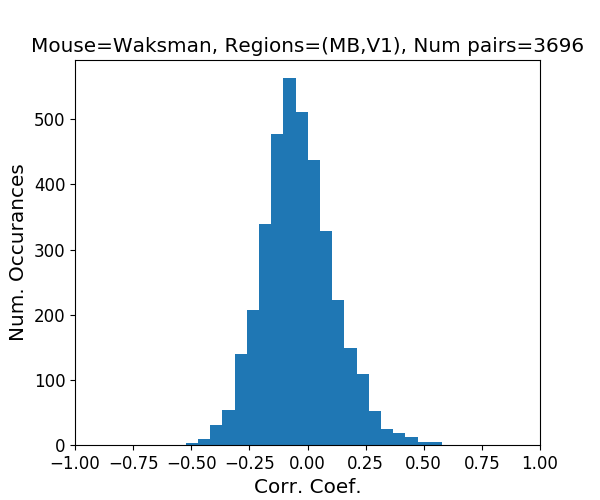 Mouse=Waksman, Regions=(MB,V1), Num pairs=3696
Num. Occurances
500
400
300
200
100
0
−1.00 −0.75 −0.50 −0.25 0.00 0.25 0.50 0.75 1.00
Corr. Coef.